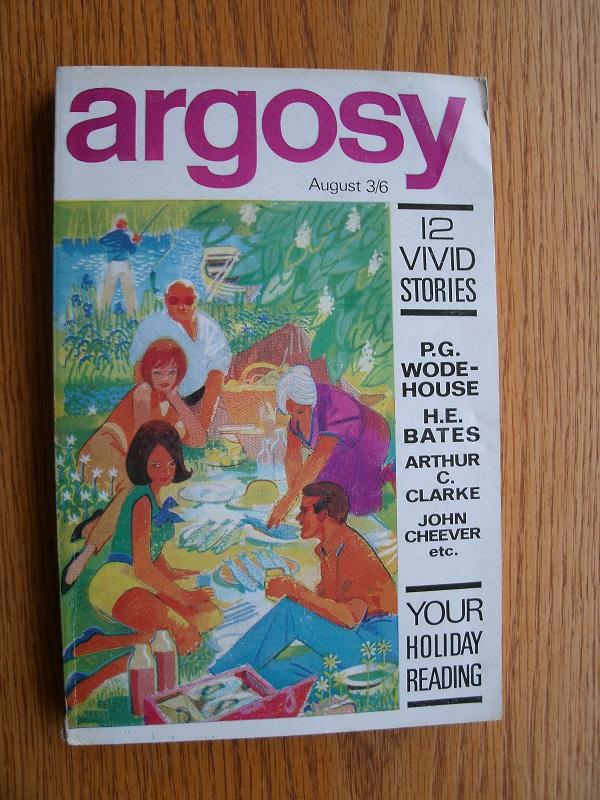 argosy
August 3/6
12
VIVID
STORIES
P.G.
WODE-
HOUSE
H.E.
BATES
ARTHUR
C.
CLARKE
JOHN
CHEEVER
etc.
YOUR
HOLIDAY
READING